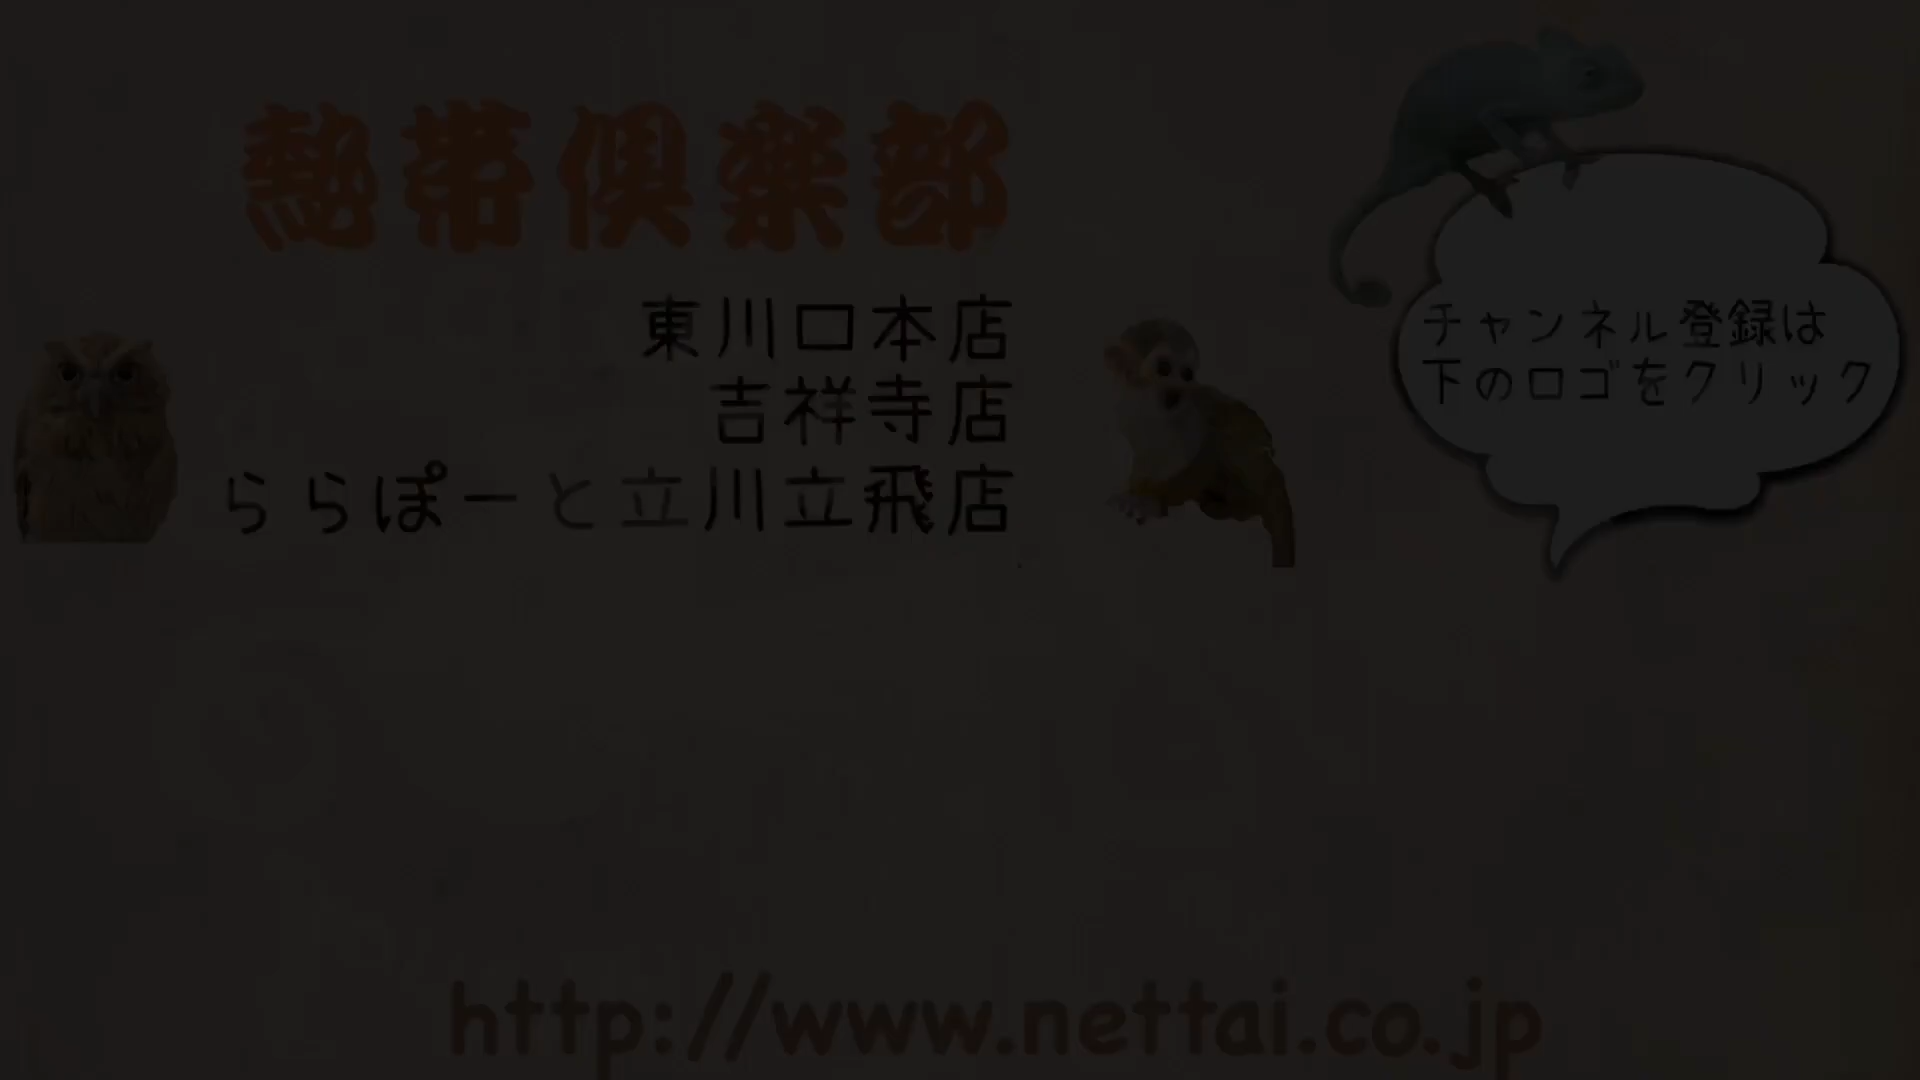 熱帯倶楽部
東川口本店
吉祥寺店
ららぽーと立川立飛店
チャンネル登録は
下のロゴをクリック
http://www.nettai.co.jp